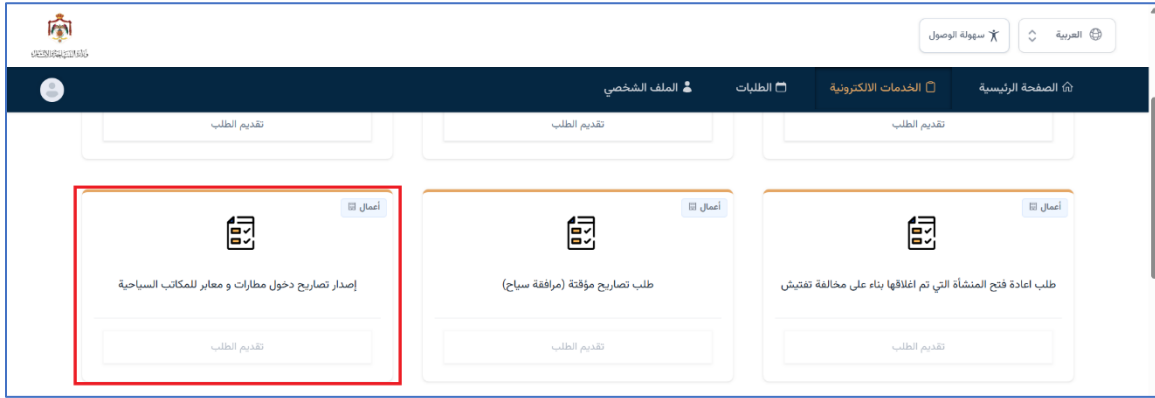 العربية
سهولة الوصول
الصفحة الرئيسية
الخدمات الالكترونية
الطلبات
الملف الشخصي
تقديم الطلب
تقديم الطلب
تقديم الطلب
أعمال
طلب اعادة فتح المنشأة التي تم اغلاقها بناء على مخالفة تفتيش
تقديم الطلب
أعمال
طلب تصاريح مؤقتة (مرافقة سياح)
تقديم الطلب
أعمال
إصدار تصاريح دخول مطارات و معابر للمكاتب السياحية
تقديم الطلب